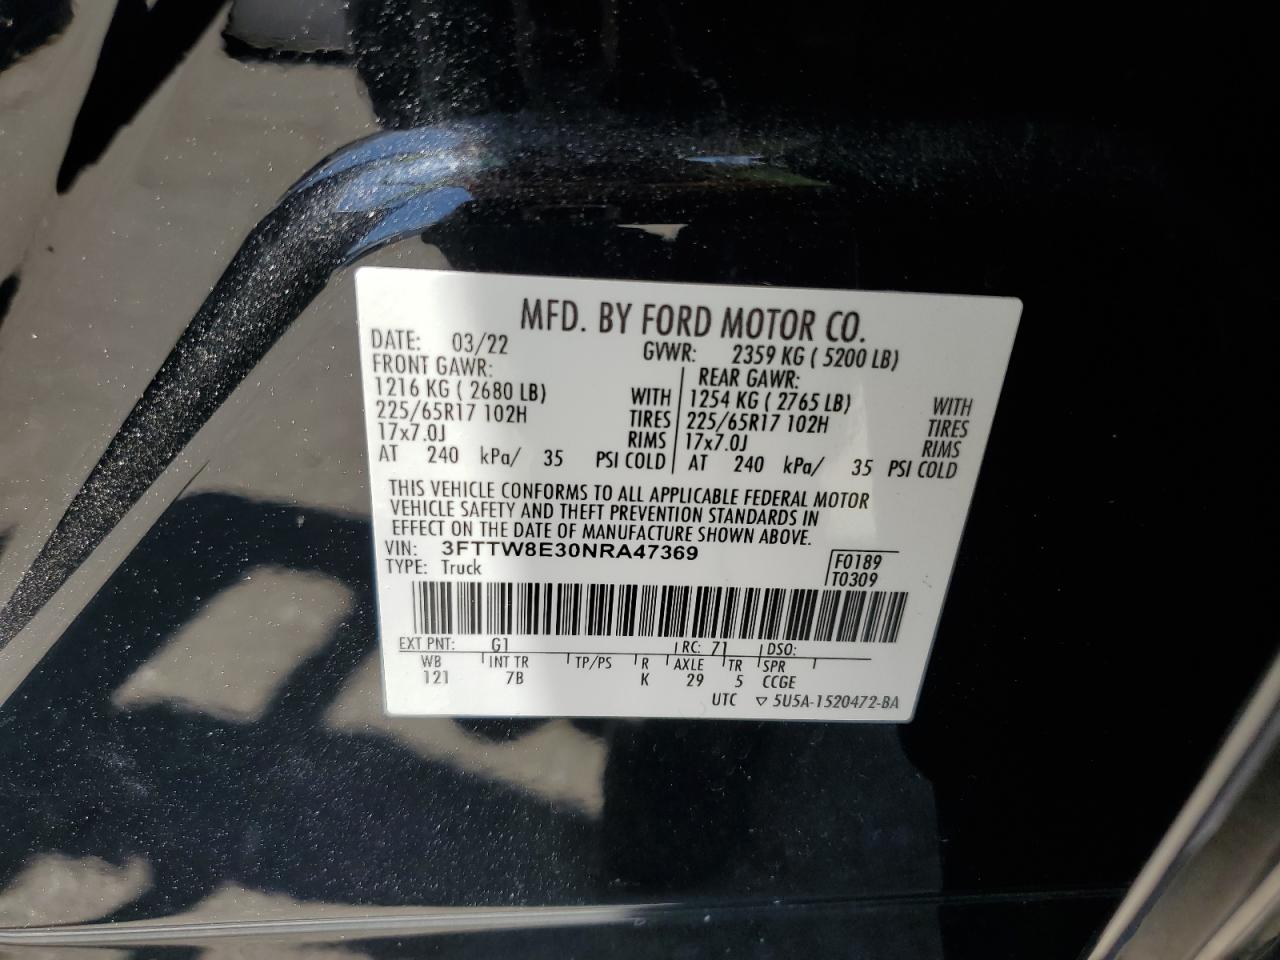 MFD. BY FORD MOTOR CO.
DATE: 03/22 GVWR: 2359 KG ( 5200 LB)
FRONT GAWR: REAR GAWR:
1216 KG ( 2680 LB) WITH 1254 KG ( 2765 LB) WITH
225/65R17 102H TIRES 225/65R17 102H TIRES
17x7.0J RIMS 17x7.0J RIMS
AT 240 kPa/ 35 PSI COLD AT 240 kPa/ 35 PSI COLD
THIS VEHICLE CONFORMS TO ALL APPLICABLE FEDERAL MOTOR
VEHICLE SAFETY AND THEFT PREVENTION STANDARDS IN
EFFECT ON THE DATE OF MANUFACTURE SHOWN ABOVE.
VIN: 3FTTW8E30NRA47369 F0189
TYPE: Truck T0309
EXT PNT: G1 RC: 71 DSO:
WB INT TR TP/PS R AXLE TR SPR
121 7B K 29 5 CCGE
UTC ▽ 5U5A-1520472-BA